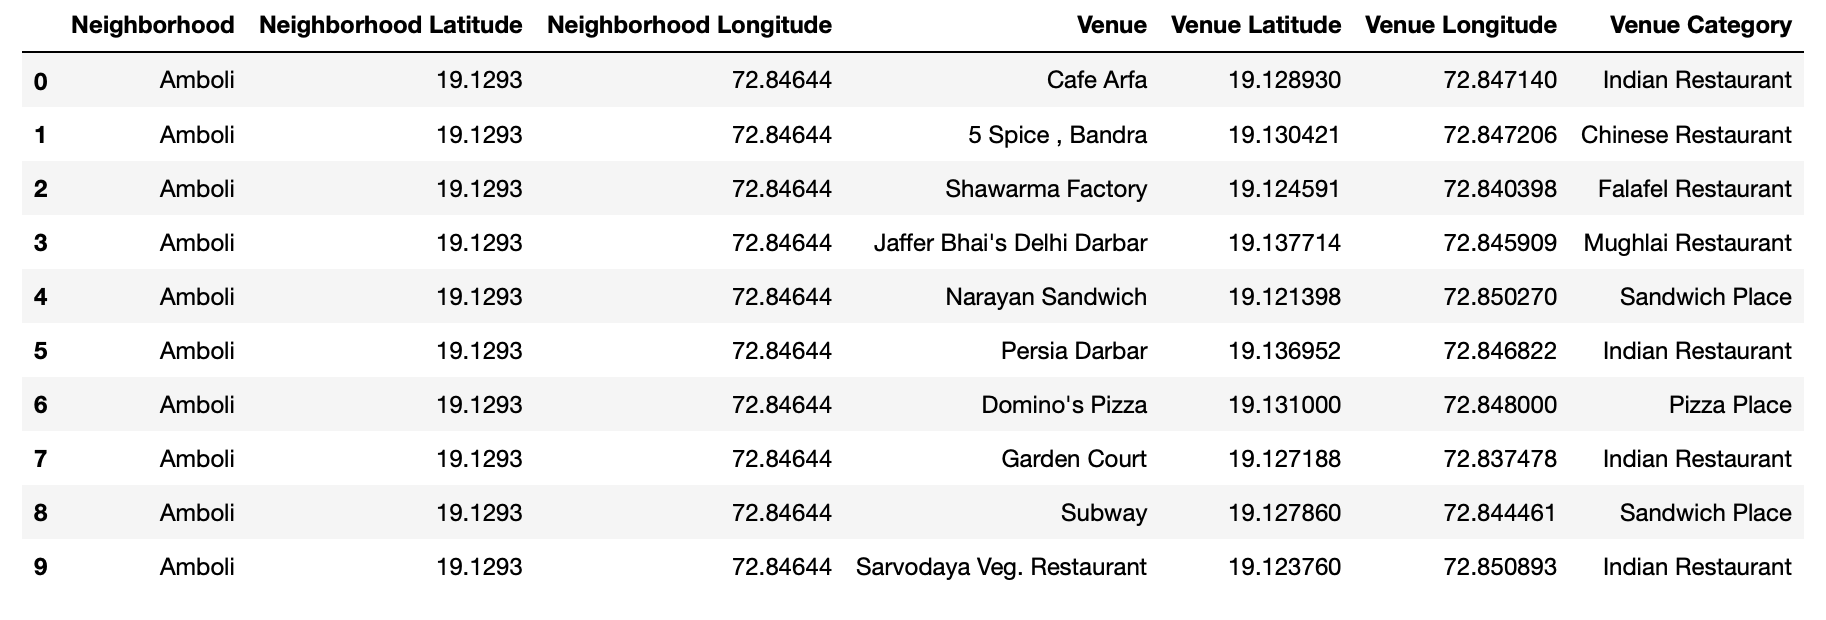 Neighborhood Neighborhood Latitude Neighborhood Longitude Venue Venue Latitude Venue Longitude Venue Category
0 Amboli 19.1293 72.84644 Cafe Arfa 19.128930 72.847140 Indian Restaurant
1 Amboli 19.1293 72.84644 5 Spice , Bandra 19.130421 72.847206 Chinese Restaurant
2 Amboli 19.1293 72.84644 Shawarma Factory 19.124591 72.840398 Falafel Restaurant
3 Amboli 19.1293 72.84644 Jaffer Bhai's Delhi Darbar 19.137714 72.845909 Mughlai Restaurant
4 Amboli 19.1293 72.84644 Narayan Sandwich 19.121398 72.850270 Sandwich Place
5 Amboli 19.1293 72.84644 Persia Darbar 19.136952 72.846822 Indian Restaurant
6 Amboli 19.1293 72.84644 Domino's Pizza 19.131000 72.848000 Pizza Place
7 Amboli 19.1293 72.84644 Garden Court 19.127188 72.837478 Indian Restaurant
8 Amboli 19.1293 72.84644 Subway 19.127860 72.844461 Sandwich Place
9 Amboli 19.1293 72.84644 Sarvodaya Veg. Restaurant 19.123760 72.850893 Indian Restaurant